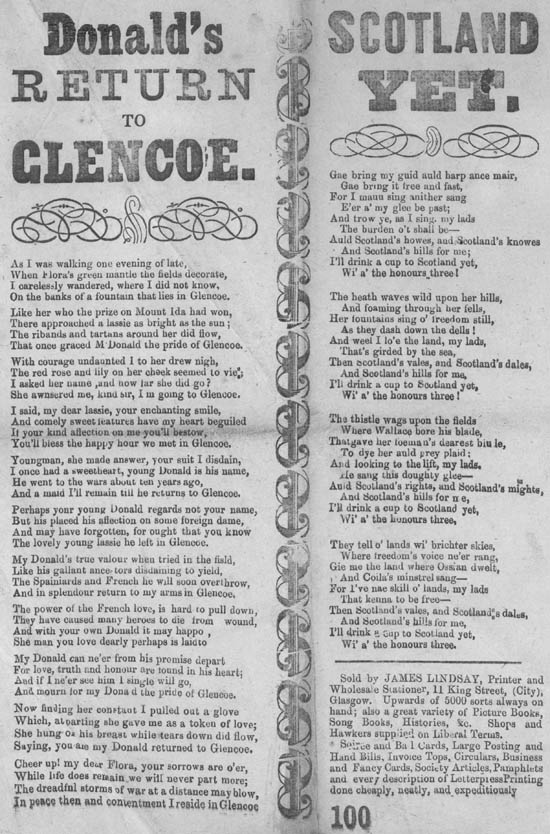 Donald's
RETURN
TO
GLENCOE.
As I was walking one evening of late,
When Flora's green mantle the fields decorate,
I carelessly wandered, where I did not know,
On the banks of a fountain that lies in Glencoe.
Like her who the prize on Mount Ida had won,
There approached a lassie as bright as the sun;
The ribands and tartans around her did flow,
That once graced M'Donald the pride of Glencoe.
With courage undaunted I to her drew nigh,
The red rose and lily on her cheek seemed to vie;
I asked her name ,and how far she did go?
She awnsered me, kind sir, I m going to Glencoe.
I said, my dear lassie, your enchanting smile,
And comely sweet features have my heart beguiled
If your kind affection on me you'll bestow,
You'll bless the happy hour we met in Glencoe.
Youngman, she made answer, your suit I disdain,
I once had a sweetheart, young Donald is his name,
He went to the wars about ten years ago,
And a maid I'll remain till he returns to Glencoe.
Perhaps your young Donald regards not your name,
But his placed his affection on some foreign dame,
And may have forgotten, for ought that you know
The lovely young lassie he left in Glencoe.
My Donald's true valour when tried in the field,
Like his gallant ancestors disdaining to yield,
The Spainiards and French he will soon overthrow,
And in splendour return to my arms in Glencoe.
The power of the French love, is hard to pull down,
They have caused many heroes to die from wound,
And with your own Donald it may happo ,
She man you love dearly perhaps is laid to
My Donald can ne'er from his promise depart
For love, truth and honour are found in his heart;
And if I ne'er see him I single will go,
And mourn for my Dona d the pride of Glencoe.
Now finding her constant I pulled out a glove
Which, at parting she gave me as a token of love;
She hung on his breast while tears down did flow,
Saying, you are my Donald returned to Glencoe.
Cheer up! my dear Flora, your sorrows are o'er,
While life does remain we will never part more;
The dreadful storms of war at a distance may blow,
In peace then and contentment I reside in Glencoe
SCOTLAND
YET.
Gae bring my guid auld harp ance mair,
Gae bring it free and fast,
For I maun sing anither sang
E'er a' my glee be past;
And trow ye, as I sing, my lads
The burden o't shall be—
Auld Scotland's howes, and Scotland's knowes
And Scotland's hills for me;
I'll drink a cup to Scotland yet,
Wi' a' the honours three!
The heath waves wild upon her hills,
And foaming through her fells,
Her fountains sing o' freedom still,
As they dash down the dells!
And weel I lo'e the land, my lads,
That's girded by the sea,
Then Scotland's vales, and Scotland's dales,
And Scotland's hills for me,
I'll drink a cup to Scotland yet,
Wi' a' the honours three!
The thistle wags upon the fields
Where Wallace bore his blade,
Thatgave her foeman's dearest blu le,
To dye her auld grey plaid;
And looking to the lift, my lads,
He sang this doughty glee—
Auld Scotland's rights, and Scotland's mights,
And Scotland's hills for me,
I'll drink a cup to Scotland yet,
Wi' a' the honours three,
They tell o' lands wi' brichter skies,
Where freedom's voice ne'er rang,
Gie me the land where Ossian dwelt,
And Coila's minstrel sang—
For I've nae skill o' lands, my lads
That kenna to be free—
Then Scotland's vales, and Scotland's dales,
And Scotland's hills for me,
I'll drink a cup to Scotland yet,
Wi' a' the honours three.
Sold by JAMES LINDSAY, Printer and
Wholesale Stationer, 11 King Street, (City),
Glasgow. Upwards of 5000 sorts always on
hand; also a great variety of Picture Books,
Song Books, Histories, &c. Shops and
Hawkers supplied on Liberal Terms.
Soiree and Ball Cards, Large Posting and
Hand Bills, Invoice Tops, Circulars, Business
and Fancy Cards, Society Articles, Pamphlets
and every description of LetterpressPrinting
done cheaply, neatly, and expeditiously
100